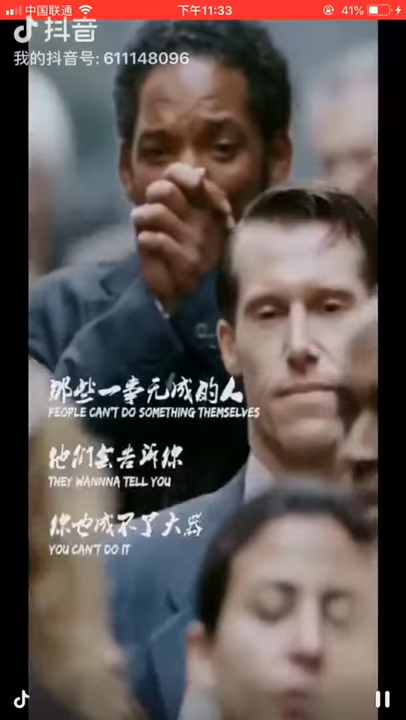 中国联通 下午11:33 41%
抖音
我的抖音号: 611148096
那些一事无成的人
PEOPLE CAN'T DO SOMETHING THEMSELVES
他们会告诉你
THEY WANNNA TELL YOU
你也成不了大器
YOU CAN'T DO IT